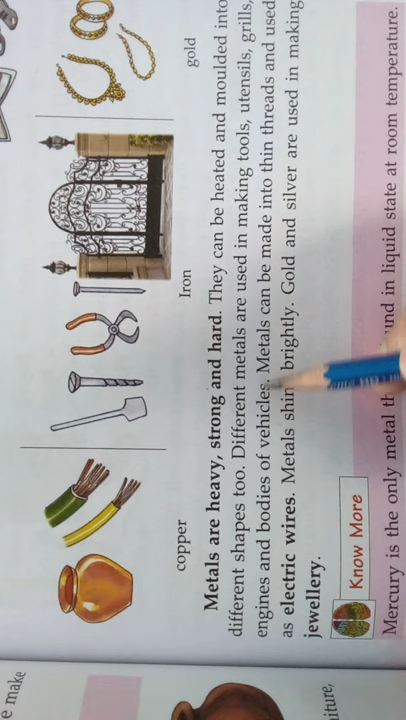 copper
Iron
gold
Metals are heavy, strong and hard. They can be heated and moulded into
different shapes too. Different metals are used in making tools, utensils, grills,
engines and bodies of vehicles. Metals can be made into thin threads and used
as electric wires. Metals shin brightly. Gold and silver are used in making
jewellery.
Know More
Mercury is the only metal th und in liquid state at room temperature.
e make
iture,